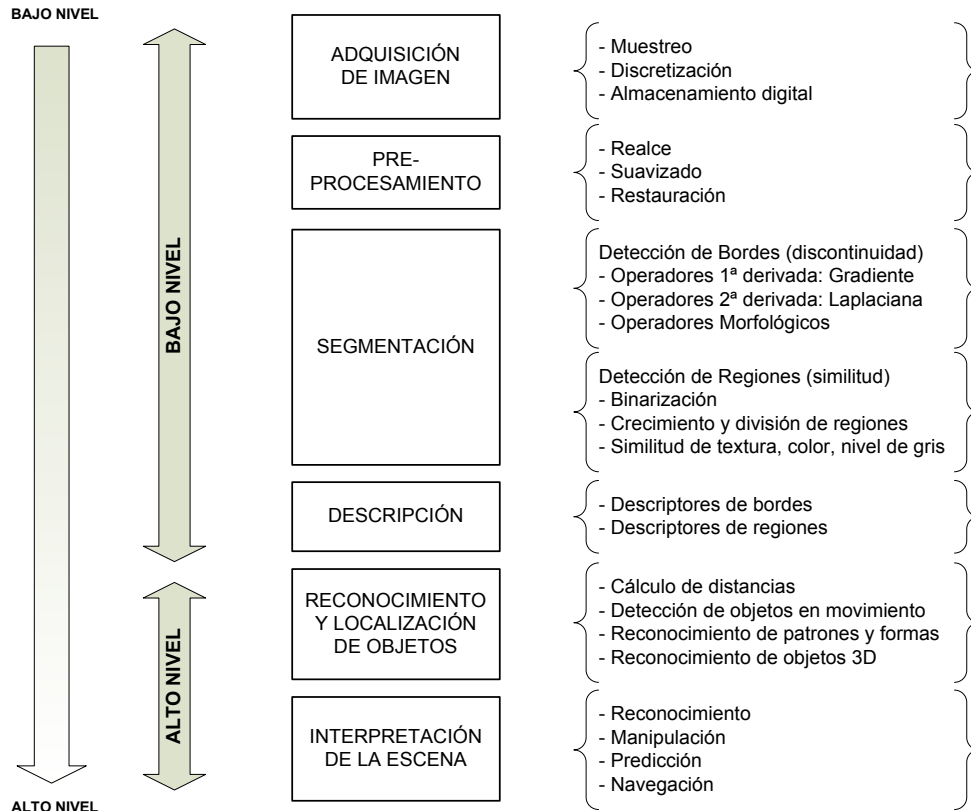 BAJO NIVEL
BAJO NIVEL
ALTO NIVEL
ALTO NIVEL
ADQUISICIÓN
DE IMAGEN
- Muestreo
- Discretización
- Almacenamiento digital
PRE-
PROCESAMIENTO
- Realce
- Suavizado
- Restauración
SEGMENTACIÓN
Detección de Bordes (discontinuidad)
- Operadores 1ª derivada: Gradiente
- Operadores 2ª derivada: Laplaciana
- Operadores Morfológicos
Detección de Regiones (similitud)
- Binarización
- Crecimiento y división de regiones
- Similitud de textura, color, nivel de gris
DESCRIPCIÓN
- Descriptores de bordes
- Descriptores de regiones
RECONOCIMIENTO
Y LOCALIZACIÓN
DE OBJETOS
- Cálculo de distancias
- Detección de objetos en movimiento
- Reconocimiento de patrones y formas
- Reconocimiento de objetos 3D
INTERPRETACIÓN
DE LA ESCENA
- Reconocimiento
- Manipulación
- Predicción
- Navegación